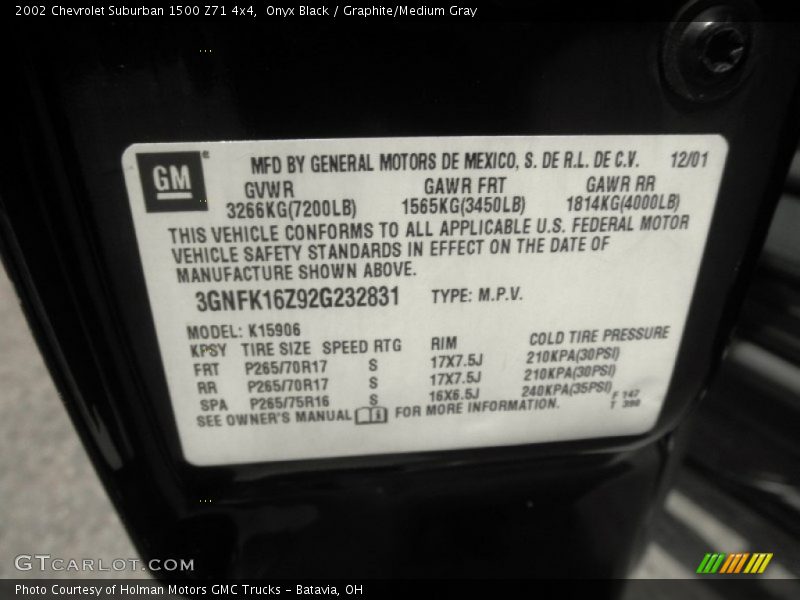 2002 Chevrolet Suburban 1500 Z71 4x4,  Onyx Black / Graphite/Medium Gray
GM
MFD BY GENERAL MOTORS DE MEXICO, S. DE R.L. DE C.V. 12/01
GVWR GAWR FRT GAWR RR
3266KG(7200LB) 1565KG(3450LB) 1814KG(4000LB)
THIS VEHICLE CONFORMS TO ALL APPLICABLE U.S. FEDERAL MOTOR
VEHICLE SAFETY STANDARDS IN EFFECT ON THE DATE OF
MANUFACTURE SHOWN ABOVE.
3GNFK16Z92G232831 TYPE: M.P.V.
MODEL: K15906
KPSY TIRE SIZE SPEED RTG RIM COLD TIRE PRESSURE
FRT P265/70R17 S 17X7.5J 210KPA(30PSI)
RR P265/70R17 S 17X7.5J 210KPA(30PSI)
SPA P265/75R16 S 16X6.5J 240KPA(35PSI)
F 147
T 390
SEE OWNER'S MANUAL FOR MORE INFORMATION.
GTCARLOT.COM
Photo Courtesy of Holman Motors GMC Trucks - Batavia, OH